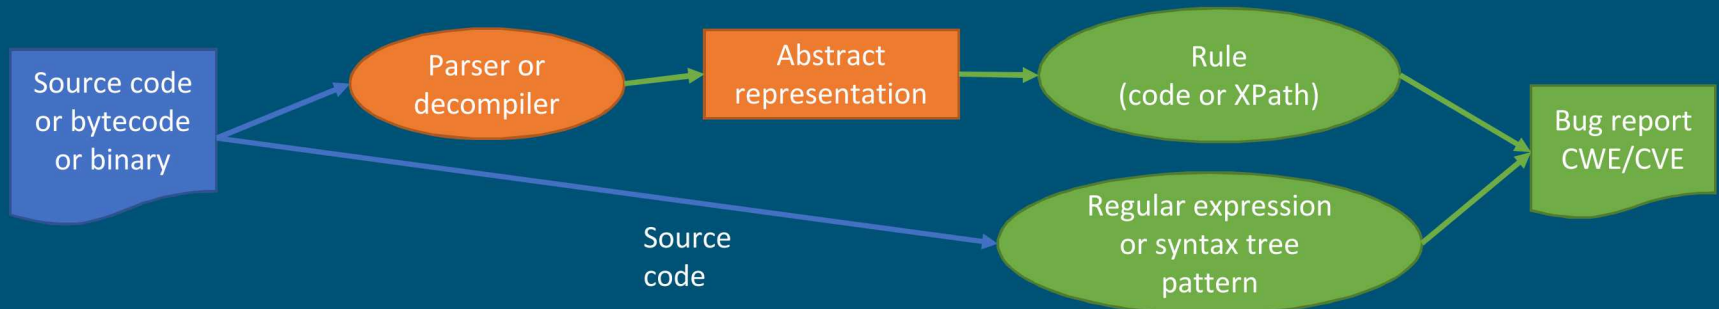 Source code
or bytecode
or binary
Parser or
decompiler
Abstract
representation
Rule
(code or XPath)
Bug report
CWE/CVE
Source
code
Regular expression
or syntax tree
pattern